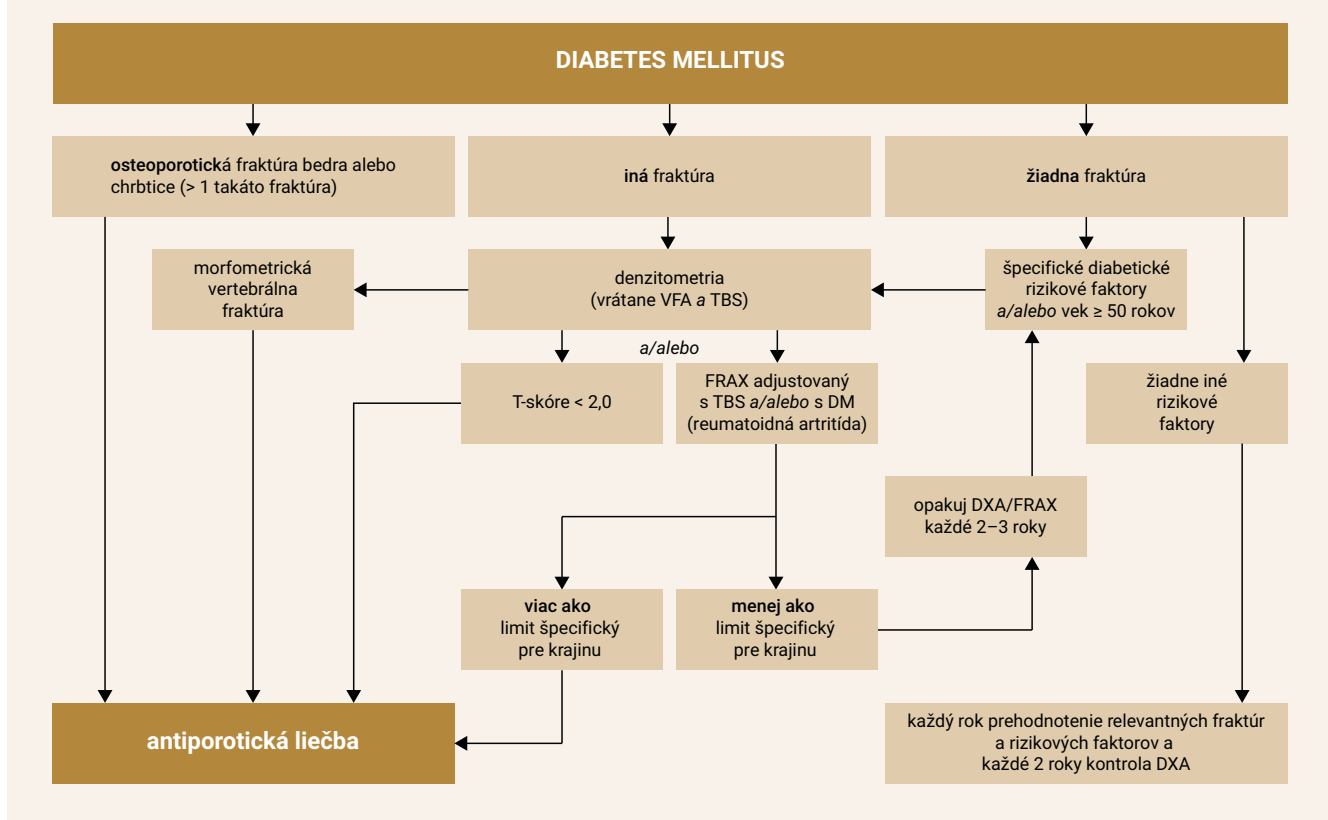 DIABETES MELLITUS
osteoporotická fraktúra bedra alebo
chrbtice (> 1 takáto fraktúra)
iná fraktúra
žiadna fraktúra
morfometrická
vertebrálna
fraktúra
denzitometria
(vrátane VFA a TBS)
špecifické diabetické
rizikové faktory
a/alebo vek ≥ 50 rokov
a/alebo
T-skóre < 2,0
FRAX adjustovaný
s TBS a/alebo s DM
(reumatoidná artritída)
žiadne iné
rizikové
faktory
opakuj DXA/FRAX
každé 2–3 roky
viac ako
limit špecifický
pre krajinu
menej ako
limit špecifický
pre krajinu
antiporotická liečba
každý rok prehodnotenie relevantných fraktúr
a rizikových faktorov a
každé 2 roky kontrola DXA